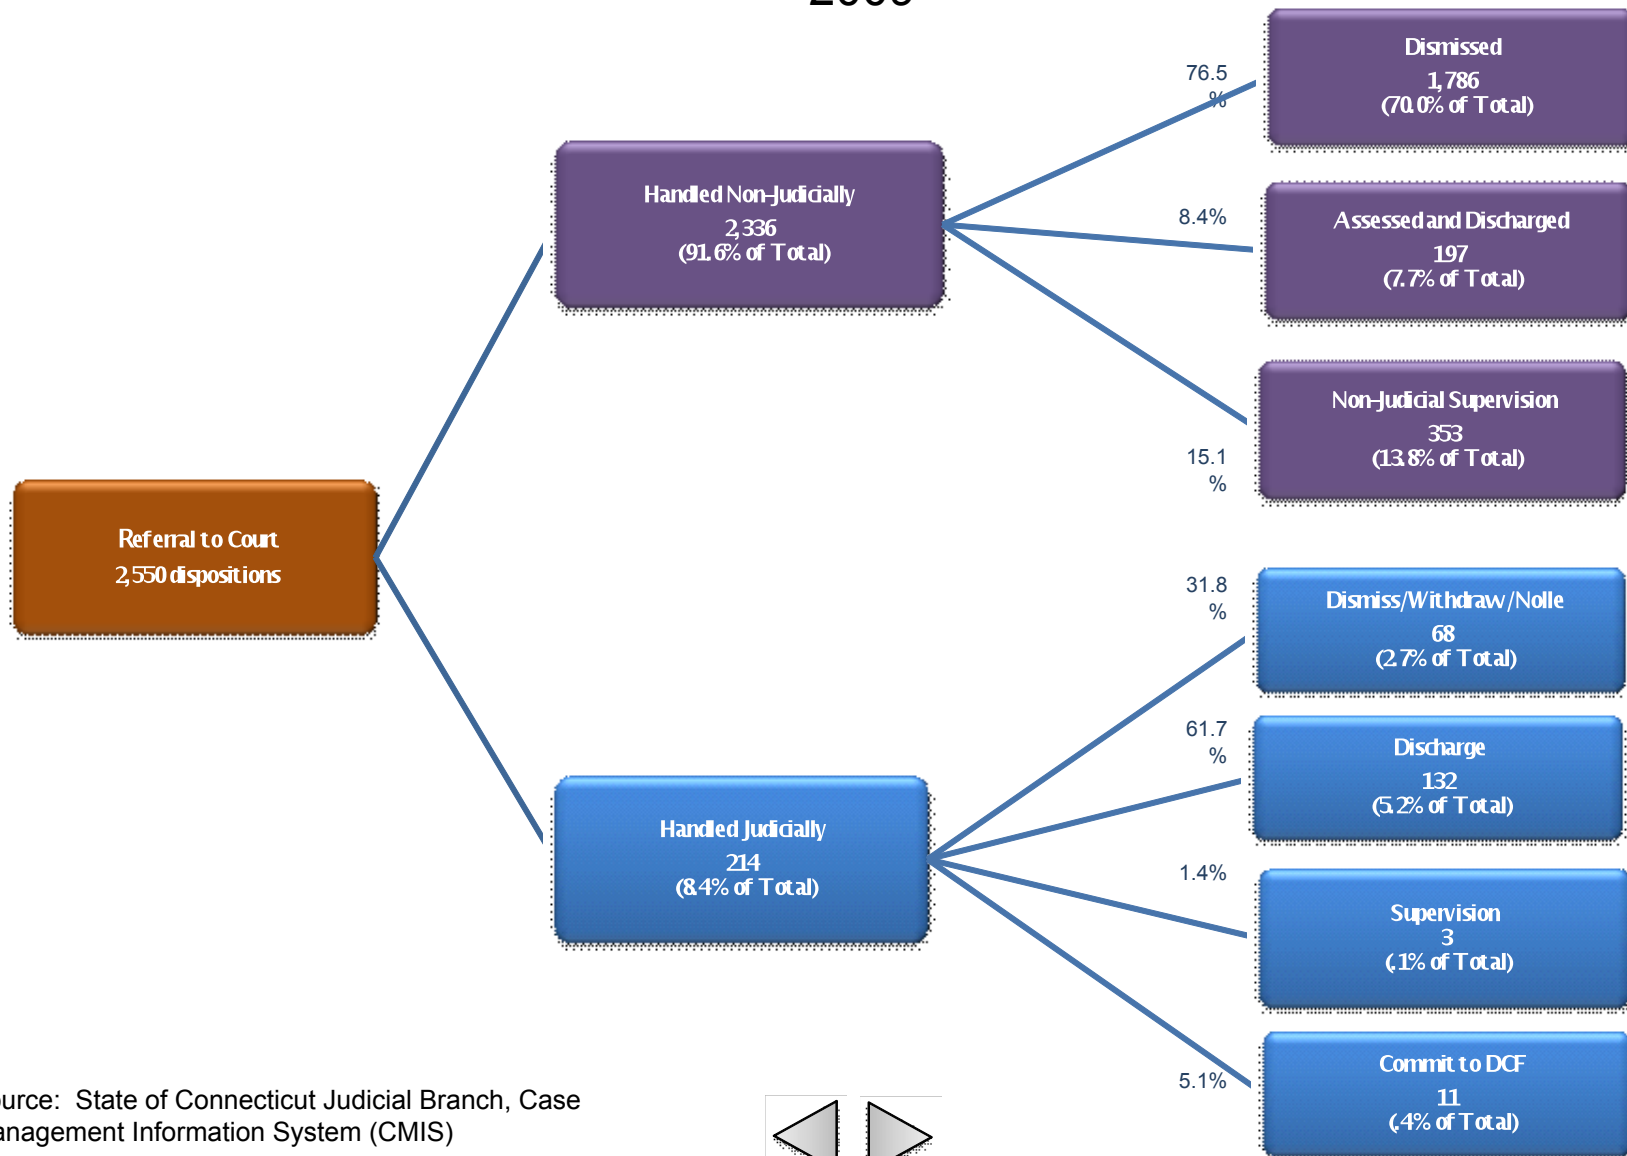 Dismissed
1,786
(70.0% of Total)
76.5
%
Handled Non-Judicially
2,336
(91.6% of Total)
Assessed and Discharged
197
(7.7% of Total)
8.4%
Non-Judicial Supervision
353
(13.8% of Total)
15.1
%
Referral to Court
2,550 dispositions
31.8
%
Dismiss/Withdraw/Nolle
68
(2.7% of Total)
61.7
%
Discharge
132
(5.2% of Total)
Handled Judicially
214
(8.4% of Total)
1.4%
Supervision
3
(.1% of Total)
5.1%
Commit to DCF
11
(.4% of Total)
ource: State of Connecticut Judicial Branch, Case
anagement Information System (CMIS)